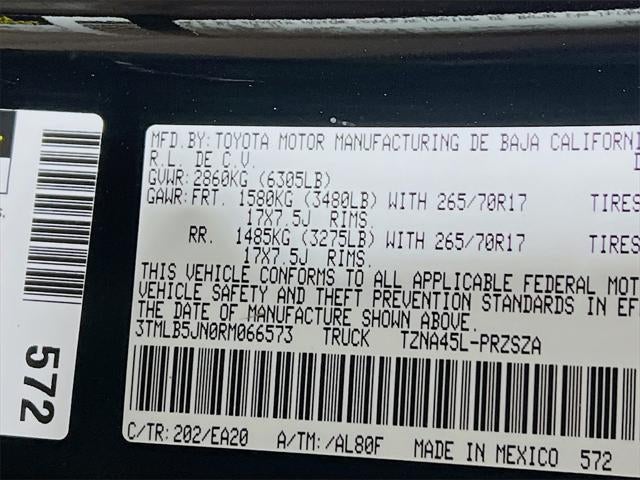 MFD.BY:TOYOTA MOTOR MANUFACTURING DE BAJA CALIFORNI
R.L. DE C.V.
GVWR:2860KG (6305LB)
GAWR:FRT. 1580KG (3480LB) WITH 265/70R17 TIRES
17X7.5J RIMS.
RR. 1485KG (3275LB) WITH 265/70R17 TIRES
17X7.5J RIMS.
THIS VEHICLE CONFORMS TO ALL APPLICABLE FEDERAL MOT
VEHICLE SAFETY AND THEFT PREVENTION STANDARDS IN EF
THE DATE OF MANUFACTURE SHOWN ABOVE.
3TMLB5JN0RM066573 TRUCK TZNA45L-PRZSZA
C/TR:202/EA20 A/TM:/AL80F MADE IN MEXICO 572
572